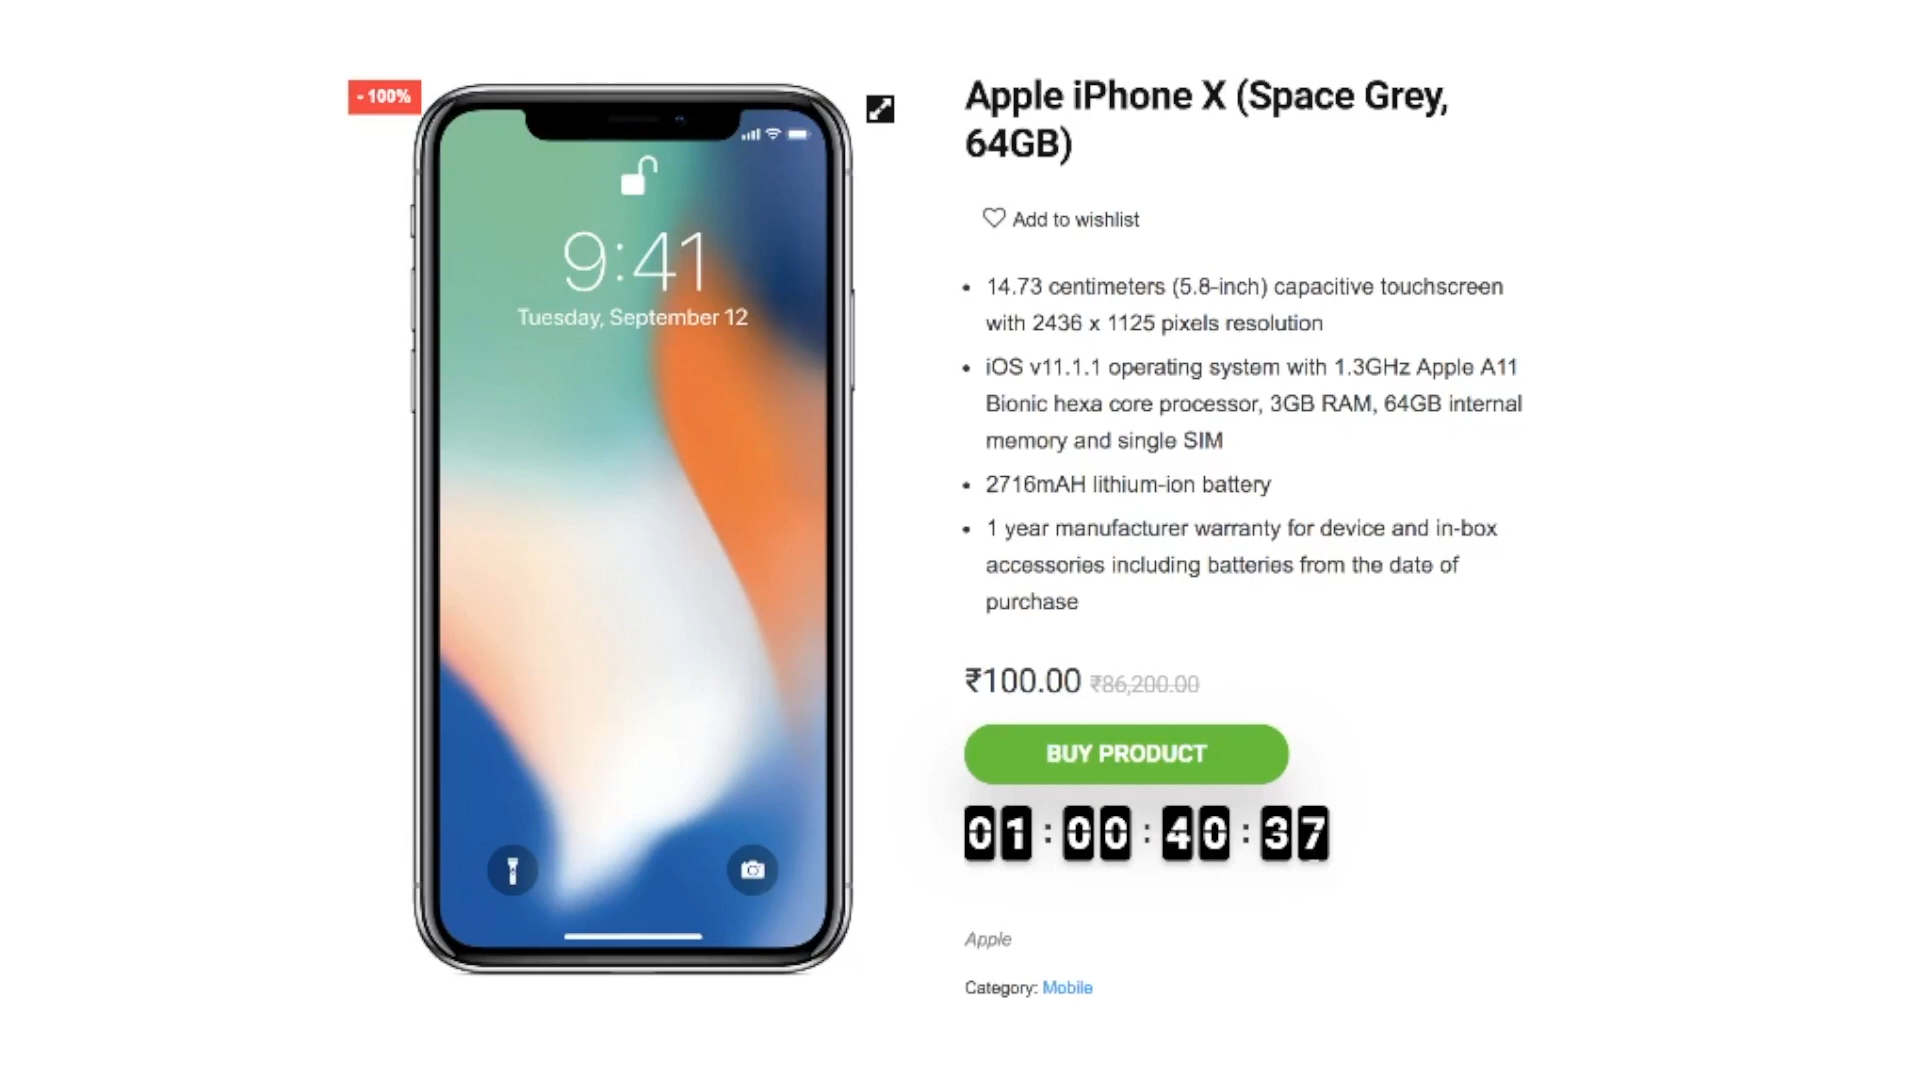 - 100%
9:41
Tuesday, September 12
Apple iPhone X (Space Grey,
64GB)
Add to wishlist
• 14.73 centimeters (5.8-inch) capacitive touchscreen
with 2436 x 1125 pixels resolution
• iOS v11.1.1 operating system with 1.3GHz Apple A11
Bionic hexa core processor, 3GB RAM, 64GB internal
memory and single SIM
• 2716mAH lithium-ion battery
• 1 year manufacturer warranty for device and in-box
accessories including batteries from the date of
purchase
₹100.00 ₹86,200.00
BUY PRODUCT
01 : 00 : 40 : 37
Apple
Category: Mobile